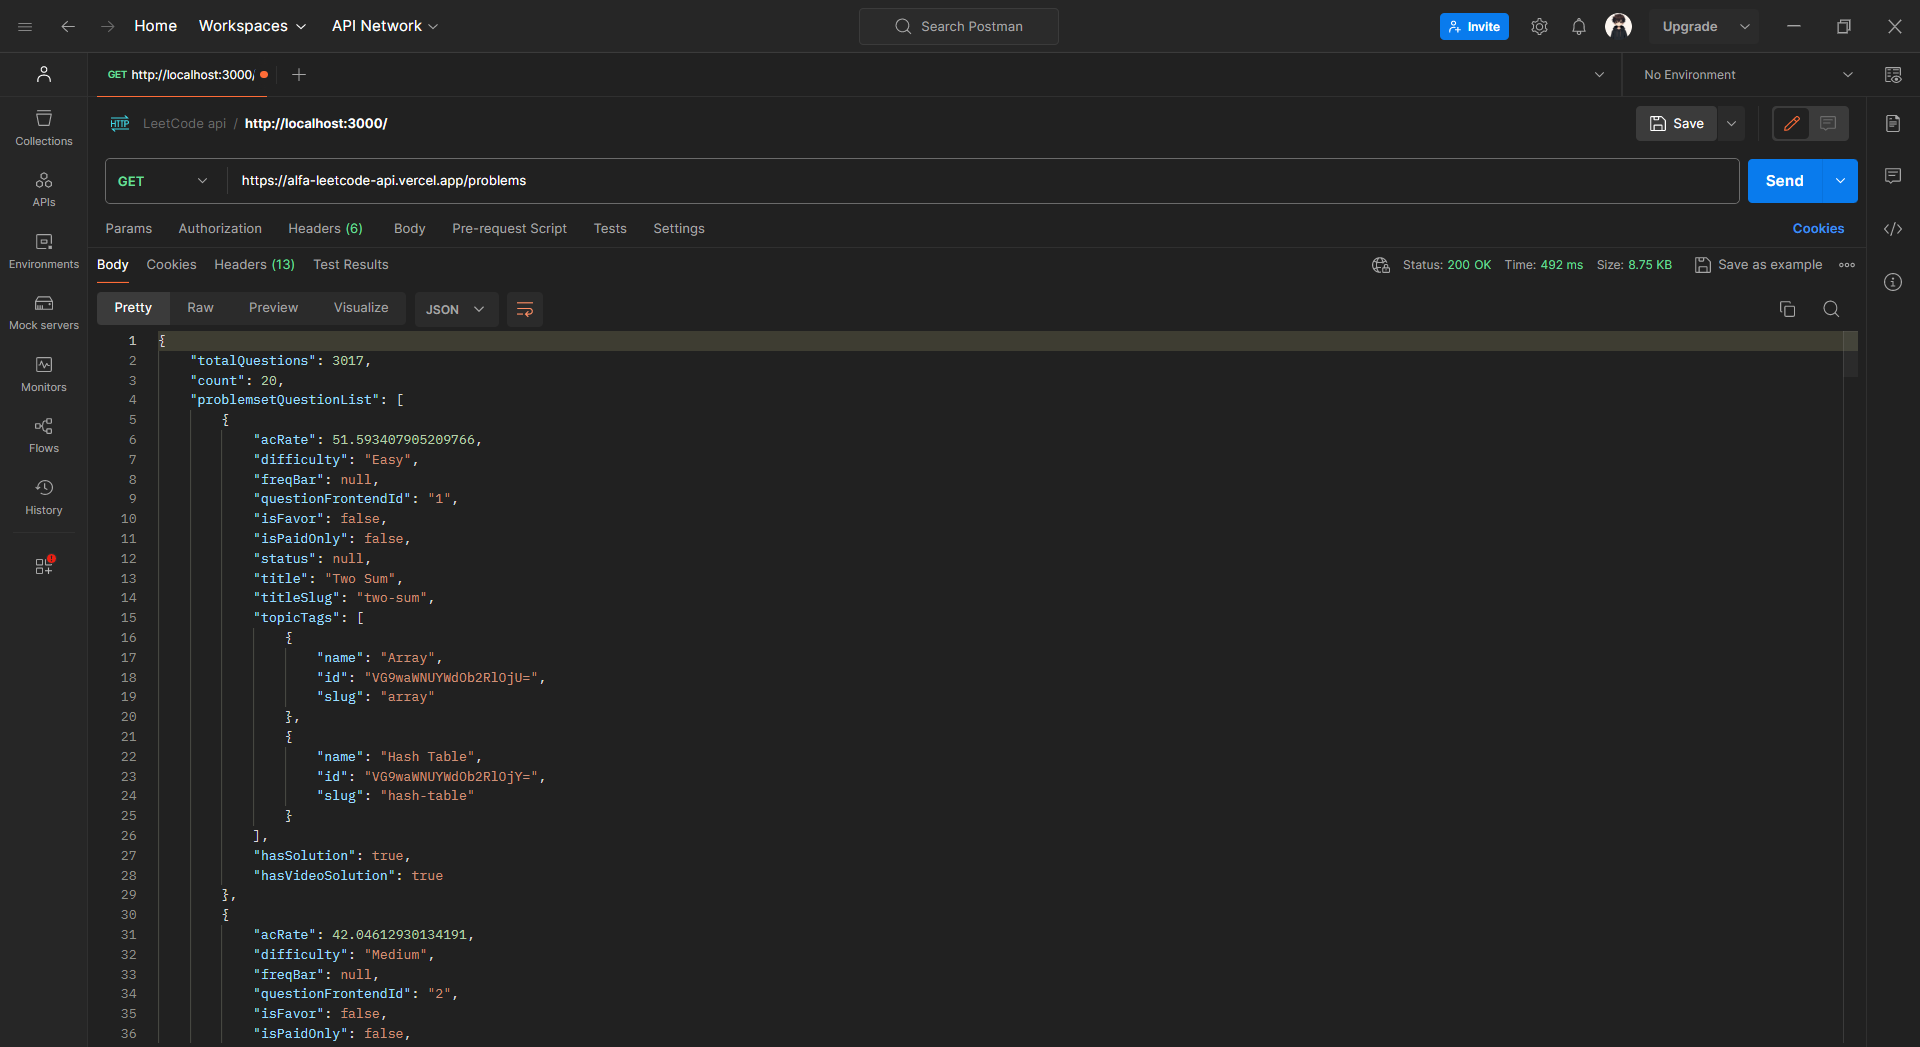 Home Workspaces API Network Search Postman Invite Upgrade
GET http://localhost:3000/ No Environment
HTTP LeetCode api / http://localhost:3000/ Save
GET https://alfa-leetcode-api.vercel.app/problems Send
Params Authorization Headers (6) Body Pre-request Script Tests Settings Cookies
Body Cookies Headers (13) Test Results Status: 200 OK Time: 492 ms Size: 8.75 KB Save as example
Pretty Raw Preview Visualize JSON
Collections
APIs
Environments
Mock servers
Monitors
Flows
History
1 {
2 "totalQuestions": 3017,
3 "count": 20,
4 "problemsetQuestionList": [
5 {
6 "acRate": 51.593407905209766,
7 "difficulty": "Easy",
8 "freqBar": null,
9 "questionFrontendId": "1",
10 "isFavor": false,
11 "isPaidOnly": false,
12 "status": null,
13 "title": "Two Sum",
14 "titleSlug": "two-sum",
15 "topicTags": [
16 {
17 "name": "Array",
18 "id": "VG9waWNUYWdOb2RlOjU=",
19 "slug": "array"
20 },
21 {
22 "name": "Hash Table",
23 "id": "VG9waWNUYWdOb2RlOjY=",
24 "slug": "hash-table"
25 }
26 ],
27 "hasSolution": true,
28 "hasVideoSolution": true
29 },
30 {
31 "acRate": 42.04612930134191,
32 "difficulty": "Medium",
33 "freqBar": null,
34 "questionFrontendId": "2",
35 "isFavor": false,
36 "isPaidOnly": false,